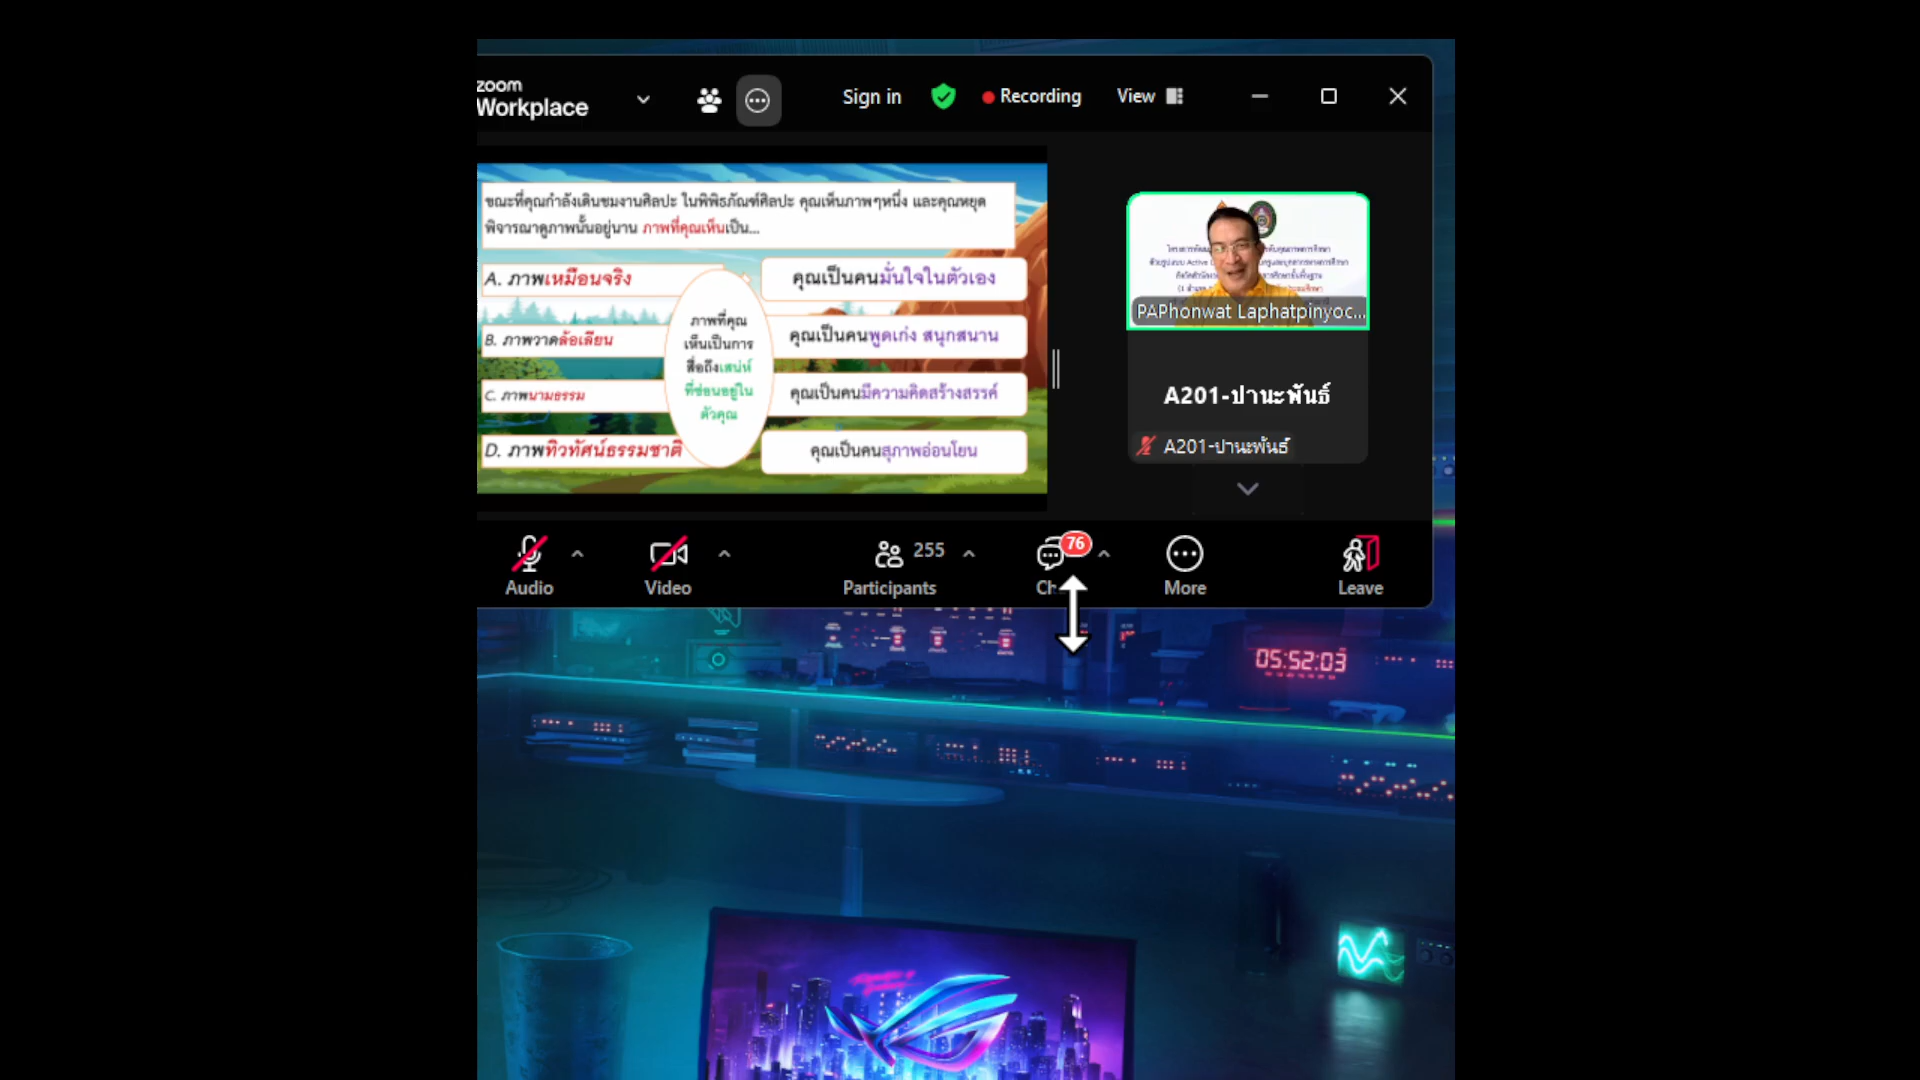 zoom
Workplace
Sign in
Recording
View
ขณะที่คุณกำลังเดินชมงานศิลปะ ในพิพิธภัณฑ์ศิลปะ คุณเห็นภาพๆหนึ่ง และคุณหยุด
พิจารณาดูภาพนั้นอยู่นาน ภาพที่คุณเห็นเป็น...
A. ภาพเหมือนจริง
คุณเป็นคนมั่นใจในตัวเอง
B. ภาพวาดล้อเลียน
คุณเป็นคนพูดเก่ง สนุกสนาน
C. ภาพนามธรรม
คุณเป็นคนมีความคิดสร้างสรรค์
D. ภาพทิวทัศน์ธรรมชาติ
คุณเป็นคนสุภาพอ่อนโยน
ภาพที่คุณ
เห็นเป็นการ
สื่อถึงเสน่ห์
ที่ซ่อนอยู่ใน
ตัวคุณ
PAPhonwat Laphatpinyoc...
A201-ปานะพันธ์
A201-ปานะพันธ์
Audio
Video
255
Participants
76
More
Leave
05:52:03